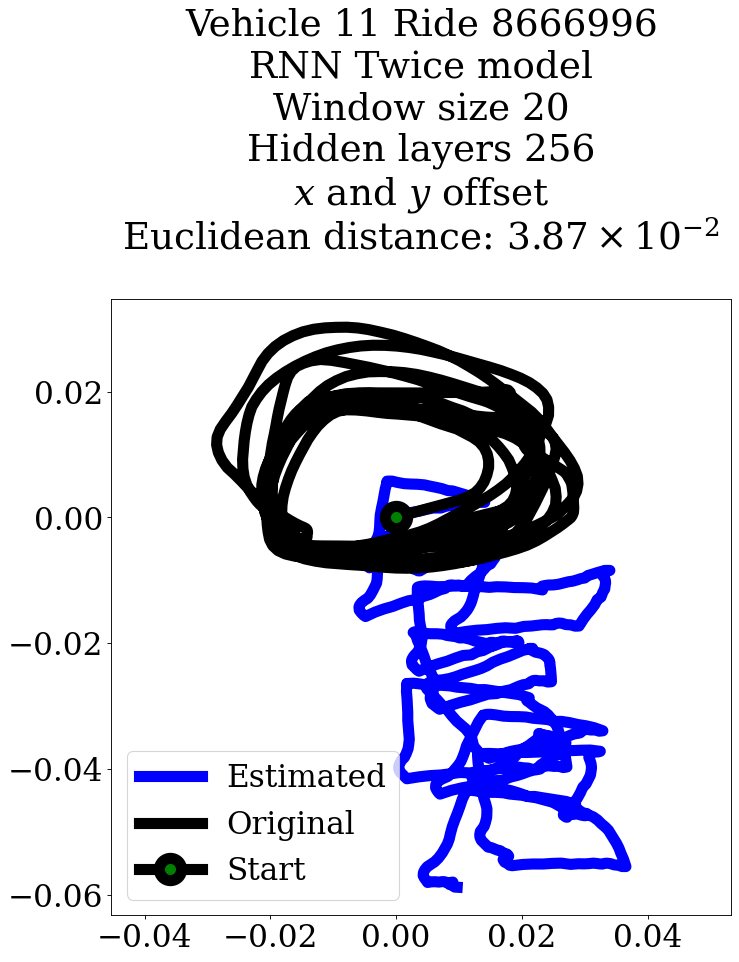 Vehicle 11 Ride 8666996
RNN Twice model
Window size 20
Hidden layers 256
x and y offset
Euclidean distance: 3.87 × 10⁻²
0.02
0.00
−0.02
−0.04
−0.06
Estimated
Original
Start
−0.04 −0.02 0.00 0.02 0.04